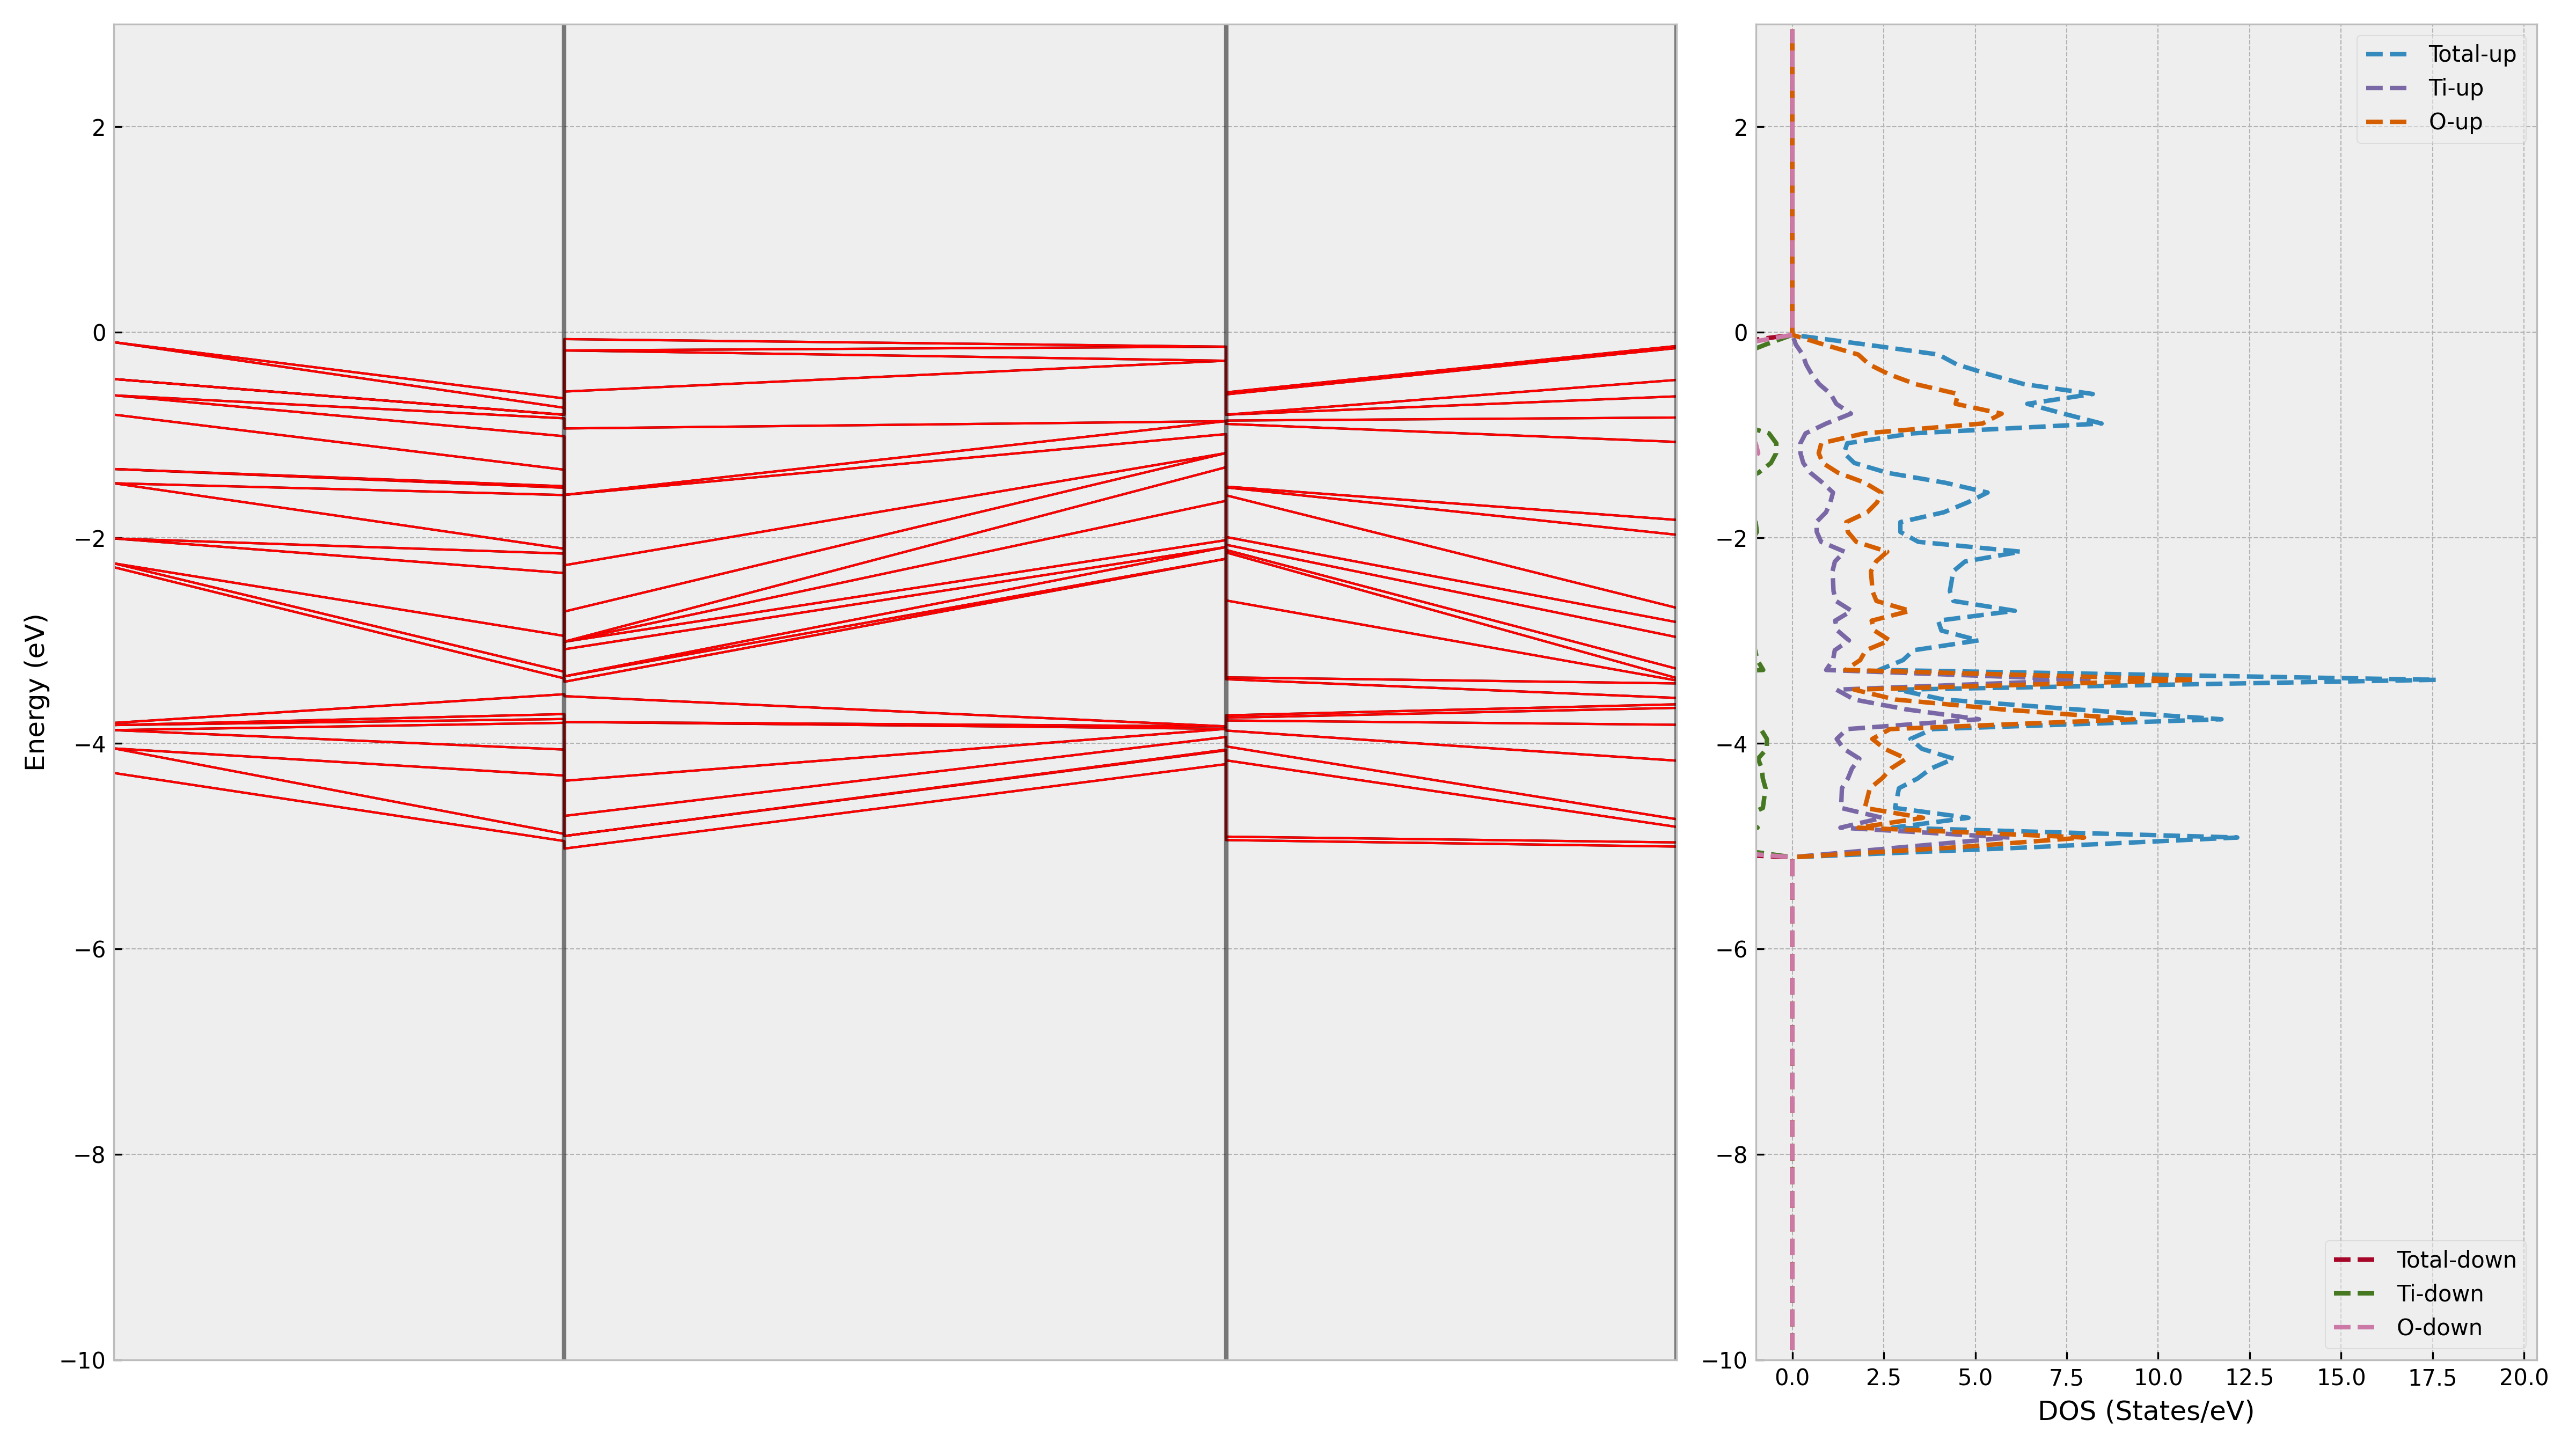 Energy (eV)
2
0
−2
−4
−6
−8
−10
2
0
−2
−4
−6
−8
−10
Total-up
Ti-up
O-up
Total-down
Ti-down
O-down
0.0 2.5 5.0 7.5 10.0 12.5 15.0 17.5 20.0
DOS (States/eV)